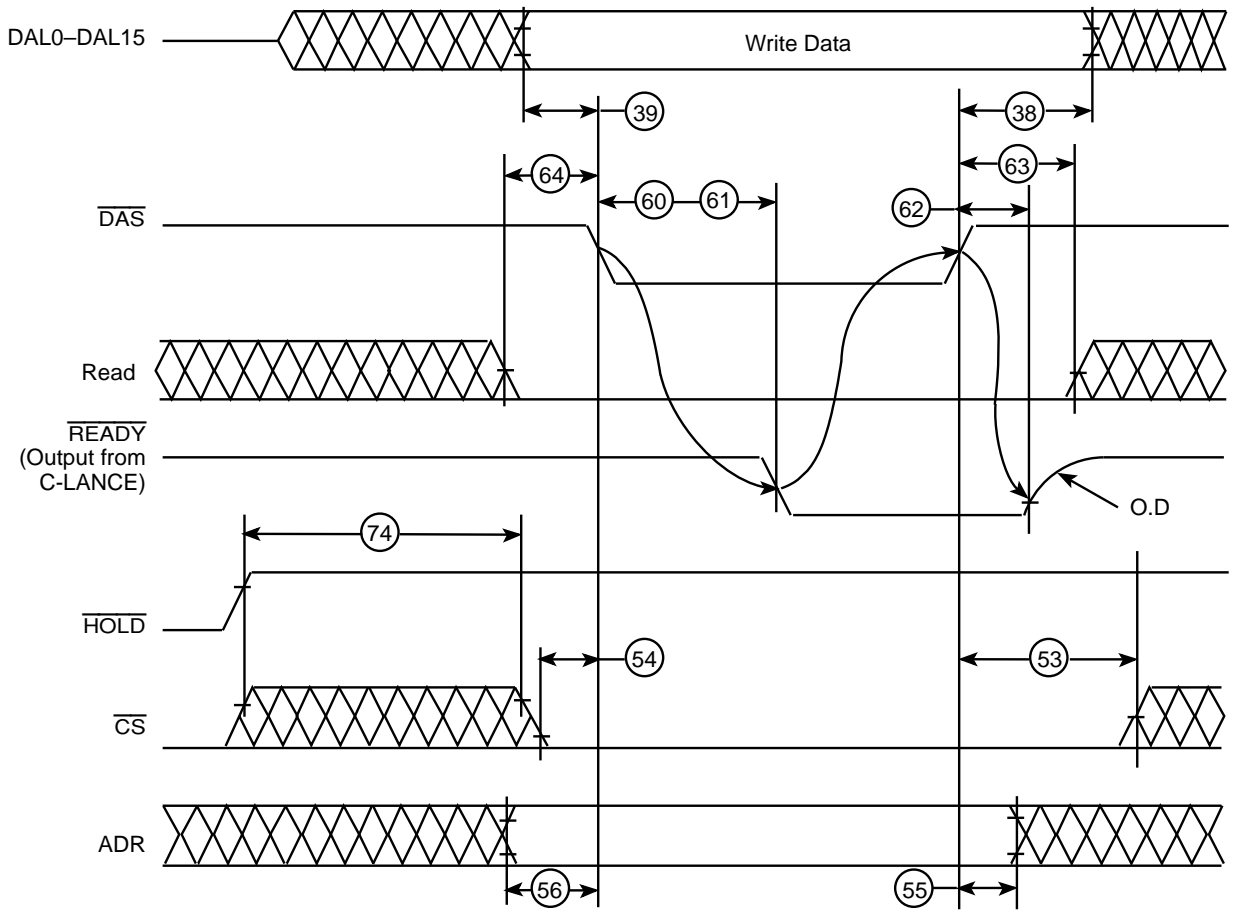 DAL0–DAL15
Write Data
39
38
64
63
60
61
62
DAS
Read
READY
(Output from
C-LANCE)
O.D
74
HOLD
54
53
CS
ADR
56
55